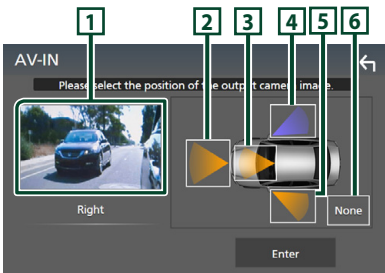 1 2 3 4 5 6
AV-IN
Please select the position of the output camera image.
Right
None
Enter